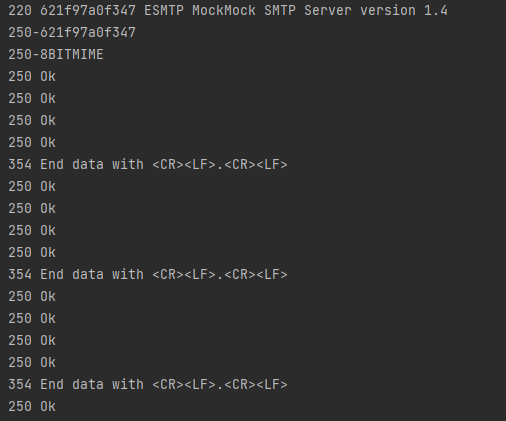 220 621f97a0f347 ESMTP MockMock SMTP Server version 1.4
250-621f97a0f347
250-8BITMIME
250 Ok
250 Ok
250 Ok
250 Ok
354 End data with <CR><LF>.<CR><LF>
250 Ok
250 Ok
250 Ok
250 Ok
354 End data with <CR><LF>.<CR><LF>
250 Ok
250 Ok
250 Ok
250 Ok
354 End data with <CR><LF>.<CR><LF>
250 Ok